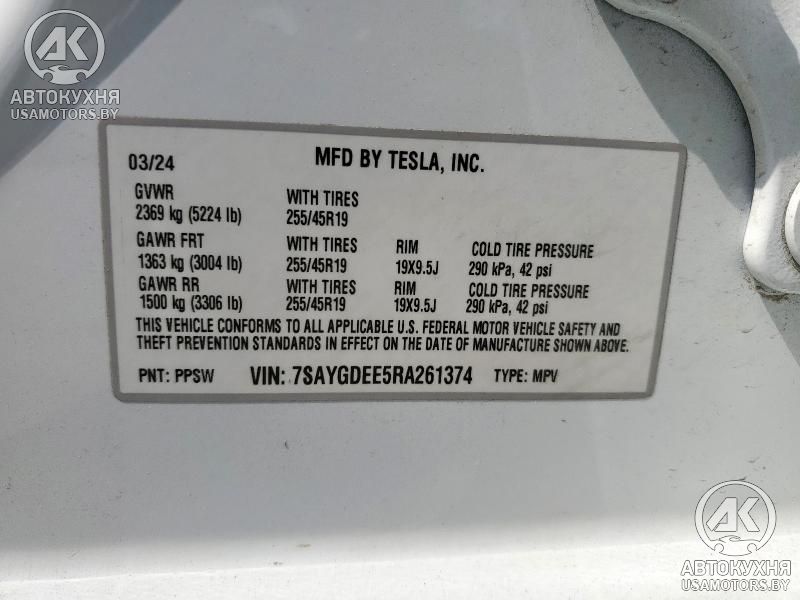 AK
АВТОКУХНЯ
USAMOTORS.BY
03/24 MFD BY TESLA, INC.
GVWR WITH TIRES
2369 kg (5224 lb) 255/45R19
GAWR FRT WITH TIRES RIM COLD TIRE PRESSURE
1363 kg (3004 lb) 255/45R19 19X9.5J 290 kPa, 42 psi
GAWR RR WITH TIRES RIM COLD TIRE PRESSURE
1500 kg (3306 lb) 255/45R19 19X9.5J 290 kPa, 42 psi
THIS VEHICLE CONFORMS TO ALL APPLICABLE U.S. FEDERAL MOTOR VEHICLE SAFETY AND
THEFT PREVENTION STANDARDS IN EFFECT ON THE DATE OF MANUFACTURE SHOWN ABOVE.
PNT: PPSW VIN: 7SAYGDEE5RA261374 TYPE: MPV
AK
АВТОКУХНЯ
USAMOTORS.BY